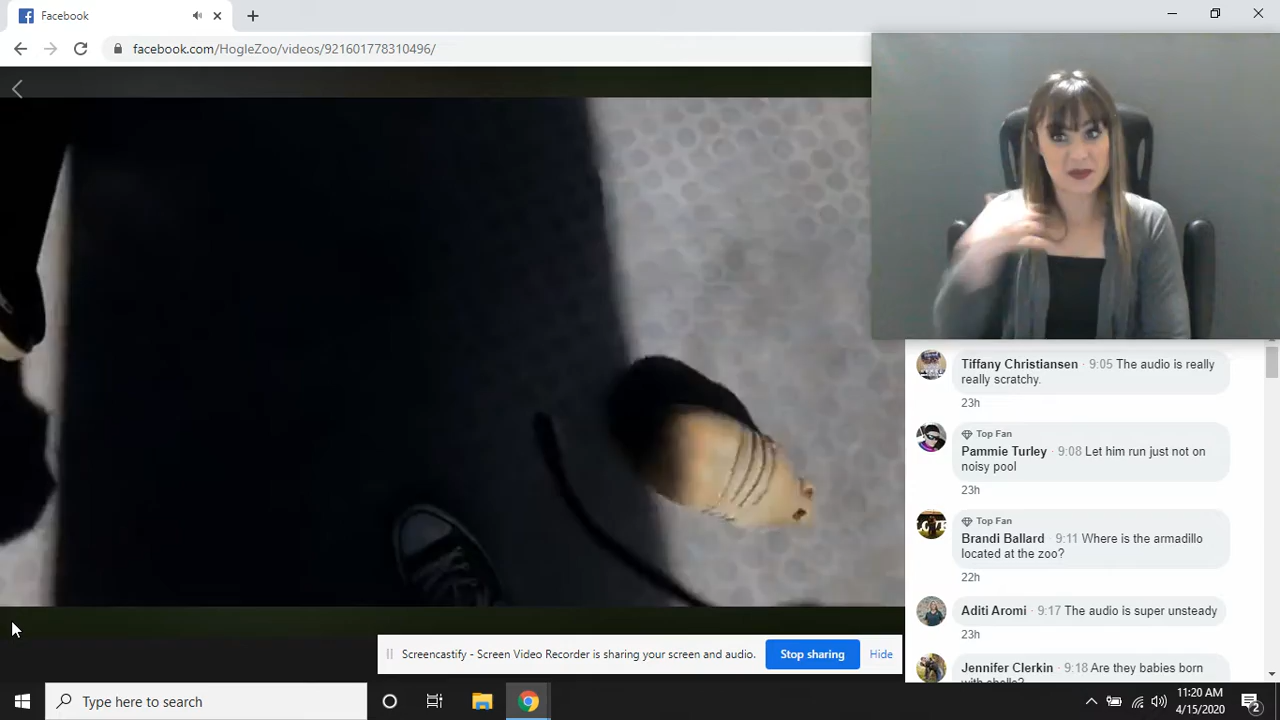 Facebook
facebook.com/HogleZoo/videos/921601778310496/
Tiffany Christiansen · 9:05 The audio is really
really scratchy.
23h
Top Fan
Pammie Turley · 9:08 Let him run just not on
noisy pool
23h
Top Fan
Brandi Ballard · 9:11 Where is the armadillo
located at the zoo?
22h
Aditi Aromi · 9:17 The audio is super unsteady
23h
Jennifer Clerkin · 9:18 Are they babies born
with shells?
Screencastify - Screen Video Recorder is sharing your screen and audio.
Stop sharing
Hide
Type here to search
11:20 AM
4/15/2020
2